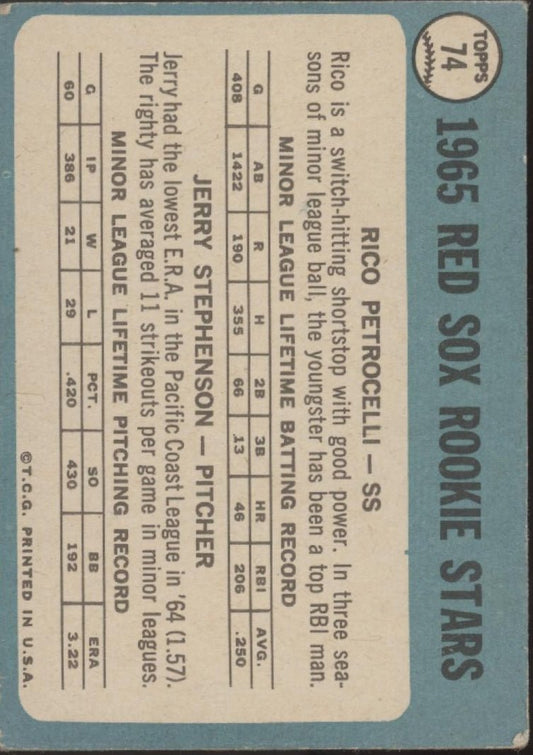 TOPPS
74
1965 RED SOX ROOKIE STARS
RICO PETROCELLI — SS
Rico is a switch-hitting shortstop with good power. In three sea-
sons of minor league ball, the youngster has been a top RBI man.
MINOR LEAGUE LIFETIME BATTING RECORD
G AB R H 2B 3B HR RBI AVG.
408 1422 190 355 66 13 46 206 .250
JERRY STEPHENSON — PITCHER
Jerry had the lowest E.R.A. in the Pacific Coast League in '64 (1.57).
The righty has averaged 11 strikeouts per game in minor leagues.
MINOR LEAGUE LIFETIME PITCHING RECORD
G IP W L PCT. SO BB ERA
60 386 21 29 .420 430 192 3.22
©T.C.G. PRINTED IN U.S.A.